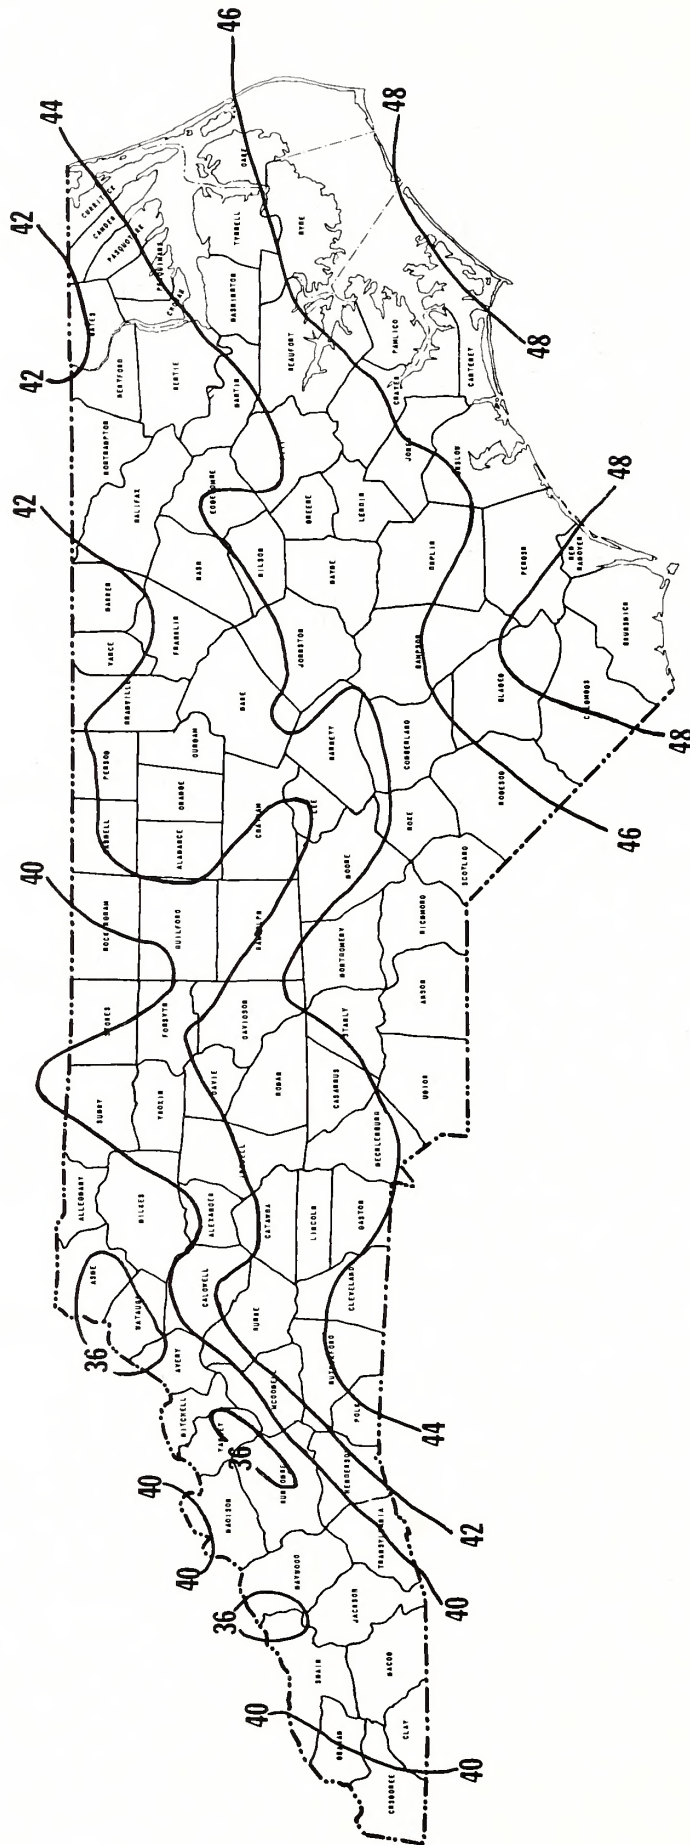 36
36
36
40
40
40
40
40
40
42
42
42
42
44
44
46
46
48
48
48
48
ALLEGHANY
ASHE
WATAUGA
WILKES
SURRY
STOKES
ROCKINGHAM
PERSON
GRANVILLE
VANCE
WARREN
NORTHAMPTON
HERTFORD
GATES
CURRITUCK
CAMDEN
PASQUOTANK
PERQUIMANS
CHOWAN
BERTIE
HALIFAX
FRANKLIN
DURHAM
ORANGE
ALAMANCE
GUILFORD
FORSYTH
YADKIN
AVERY
MITCHELL
YANCEY
MADISON
CALDWELL
ALEXANDER
DAVIE
DAVIDSON
RANDOLPH
CHATHAM
WAKE
NASH
EDGECOMBE
MARTIN
WASHINGTON
TYRRELL
DARE
HYDE
BEAUFORT
GREENE
WILSON
JOHNSTON
LEE
ROWAN
CATAWBA
BURKE
MCDOWELL
BUNCOMBE
HAYWOOD
SWAIN
GRAHAM
CHEROKEE
CLAY
MACON
JACKSON
TRANSYLVANIA
HENDERSON
POLK
RUTHERFORD
CLEVELAND
LINCOLN
GASTON
MECKLENBURG
CABARRUS
STANLY
MONTGOMERY
MOORE
HARNETT
WAYNE
LENOIR
CRAVEN
PAMLICO
CARTERET
JONES
ONSLOW
DUPLIN
SAMPSON
CUMBERLAND
HOKE
SCOTLAND
RICHMOND
ANSON
UNION
ROBESON
BLADEN
PENDER
NEW
HANOVER
BRUNSWICK
COLUMBUS